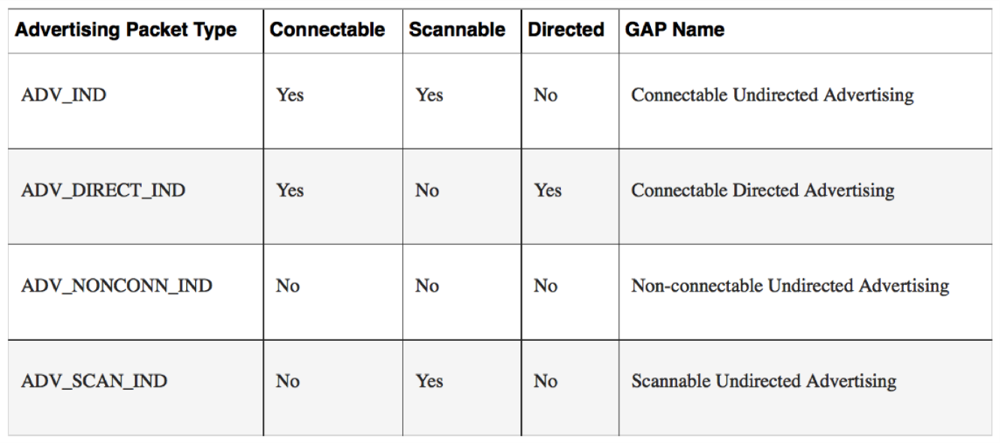 Advertising Packet Type Connectable Scannable Directed GAP Name
ADV_IND Yes Yes No Connectable Undirected Advertising
ADV_DIRECT_IND Yes No Yes Connectable Directed Advertising
ADV_NONCONN_IND No No No Non-connectable Undirected Advertising
ADV_SCAN_IND No Yes No Scannable Undirected Advertising